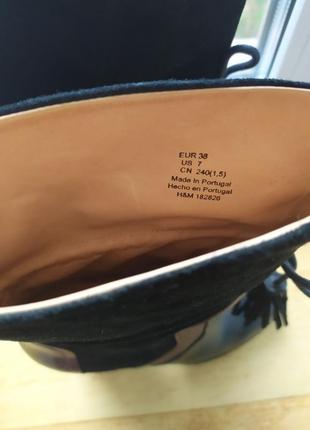 EUR 38
US 7
CN 240(1,5)
Made In Portugal
Hecho en Portugal
H&M 182826